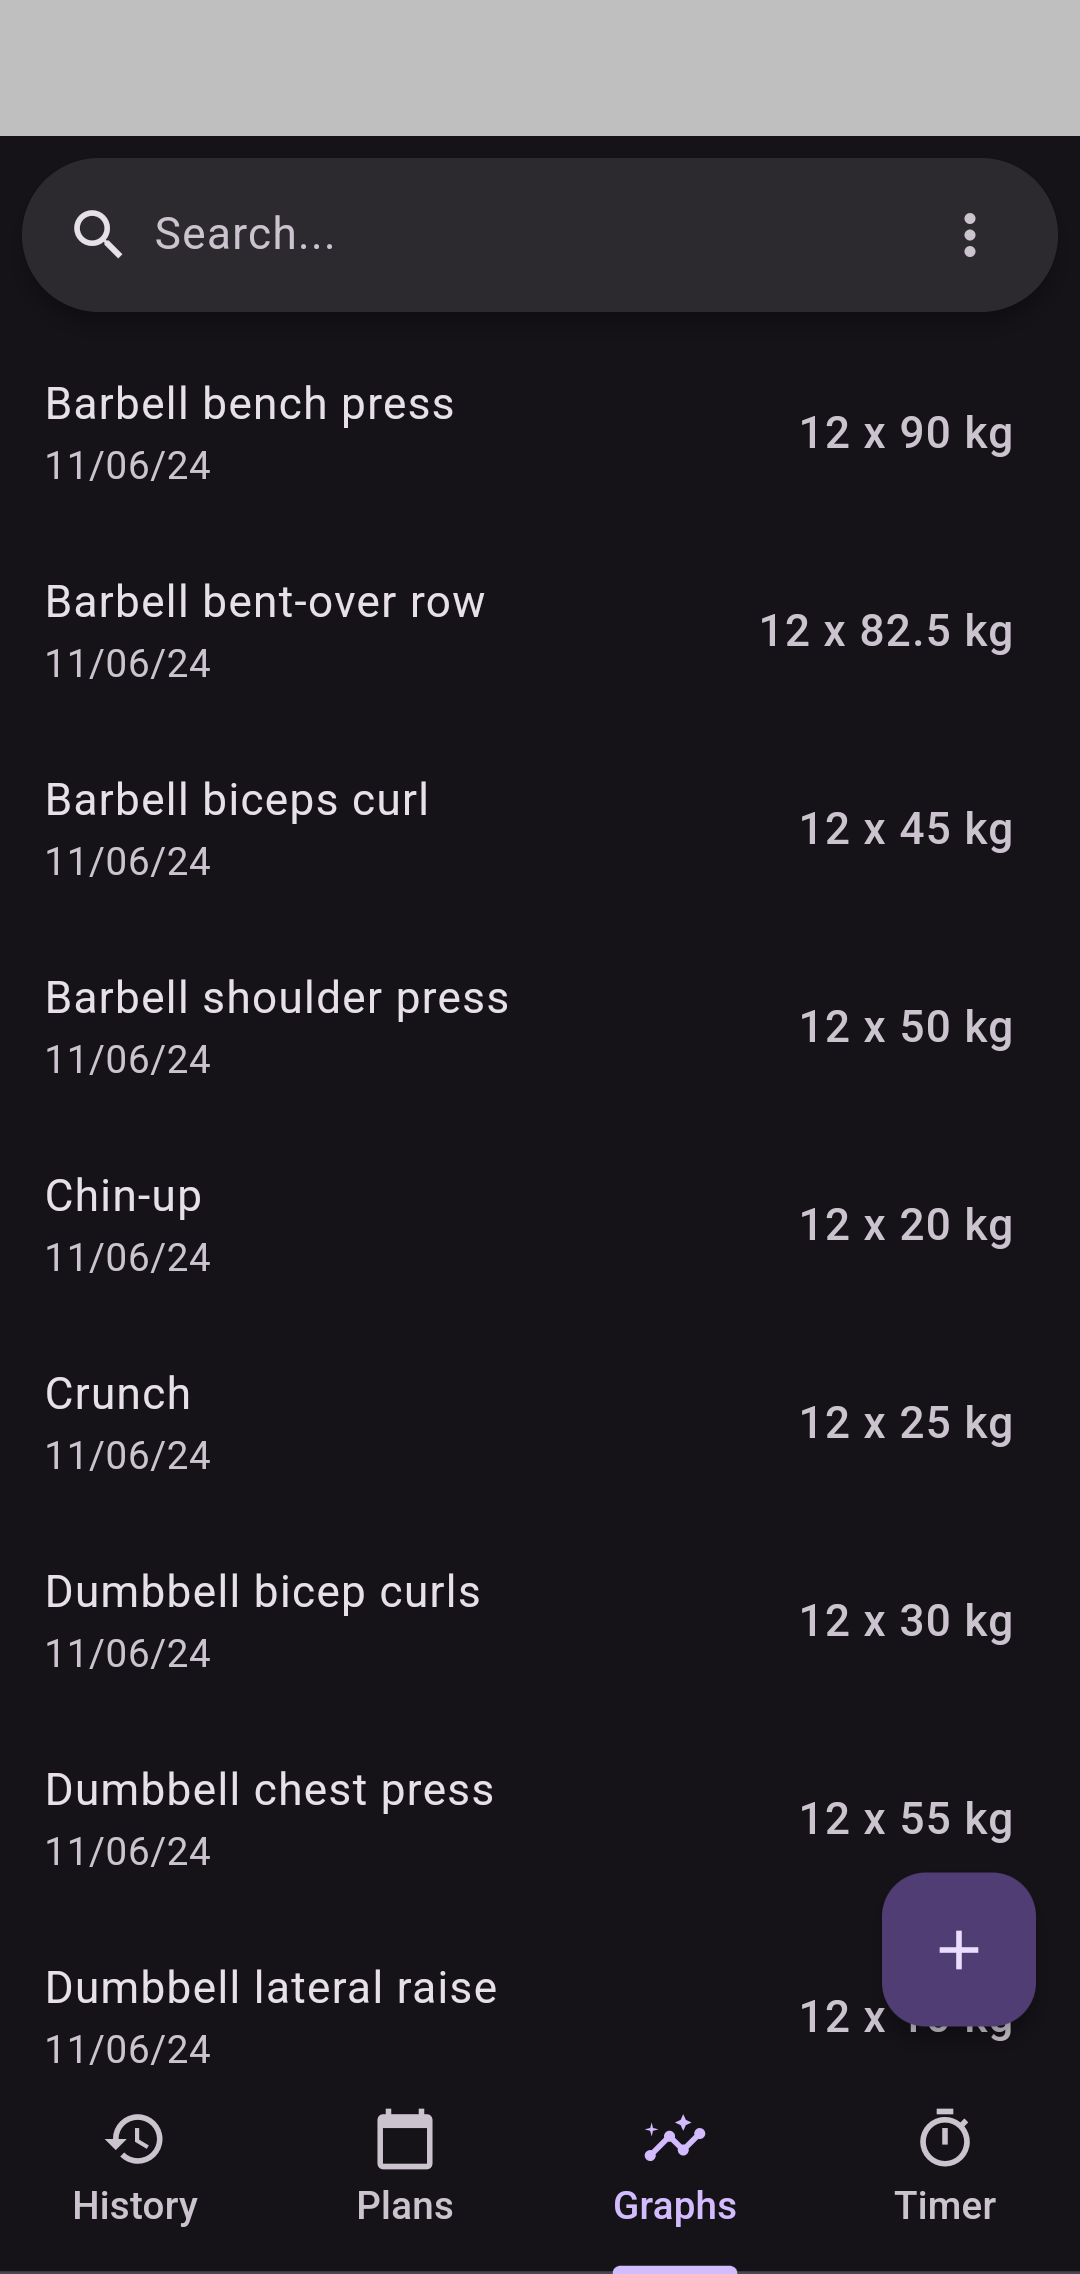 Search...
Barbell bench press
11/06/24
12 x 90 kg
Barbell bent-over row
11/06/24
12 x 82.5 kg
Barbell biceps curl
11/06/24
12 x 45 kg
Barbell shoulder press
11/06/24
12 x 50 kg
Chin-up
11/06/24
12 x 20 kg
Crunch
11/06/24
12 x 25 kg
Dumbbell bicep curls
11/06/24
12 x 30 kg
Dumbbell chest press
11/06/24
12 x 55 kg
Dumbbell lateral raise
11/06/24
12 x kg
History
Plans
Graphs
Timer